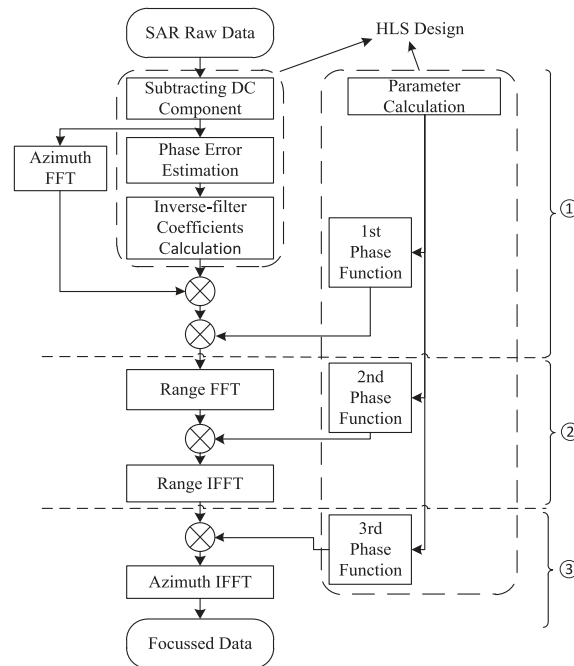 SAR Raw Data
HLS Design
Subtracting DC
Component
Parameter
Calculation
Azimuth
FFT
Phase Error
Estimation
Inverse-filter
Coefficients
Calculation
1st
Phase
Function
①
Range FFT
2nd
Phase
Function
②
Range IFFT
3rd
Phase
Function
③
Azimuth IFFT
Focussed Data